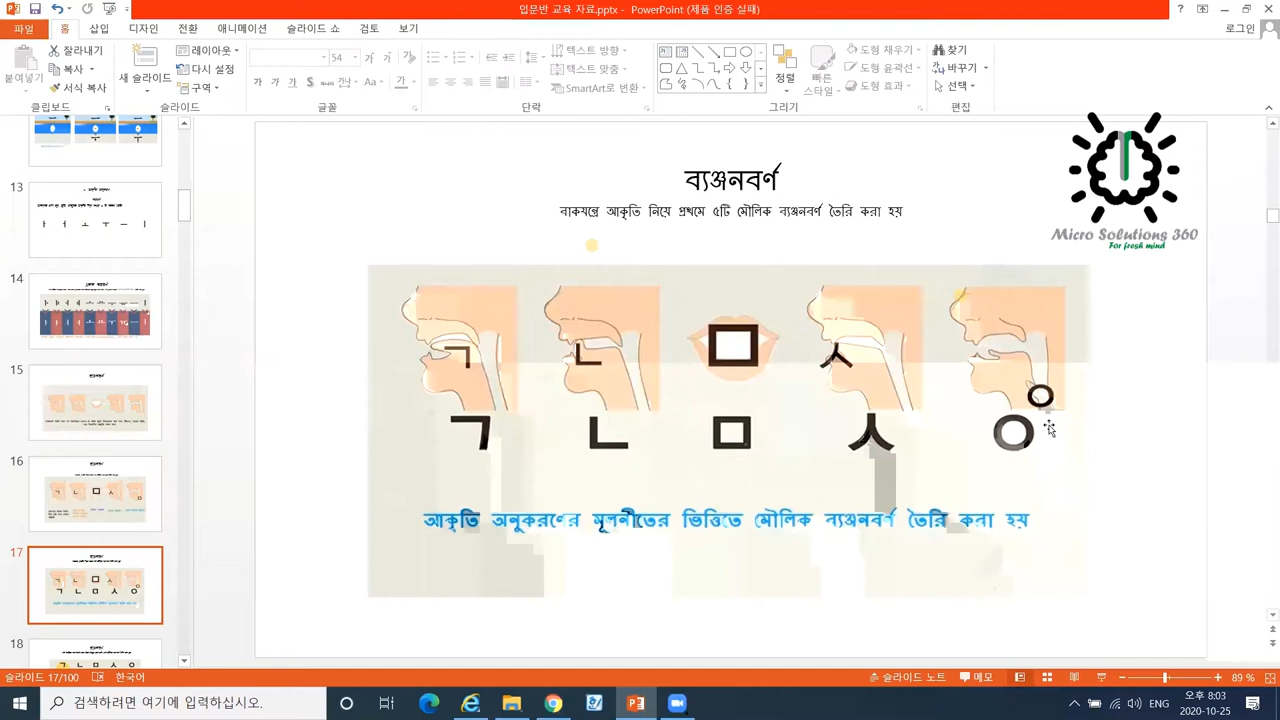 입문반 교육 자료.pptx - PowerPoint (제품 인증 실패)
파일 홈 삽입 디자인 전환 애니메이션 슬라이드 쇼 검토 보기 로그인
잘라내기
복사
서식 복사
붙여넣기
클립보드
새 슬라이드
레이아웃
다시 설정
구역
슬라이드
54
가 가 가 S 가나 가 Aa 가
글꼴
텍스트 방향
텍스트 맞춤
SmartArt로 변환
단락
정렬
빠른 스타일
도형 채우기
도형 윤곽선
도형 효과
그리기
찾기
바꾸기
선택
편집
13
14
15
16
17
18
ব্যঞ্জনবর্ণ
বাকযন্ত্রে আকৃতি নিয়ে প্রথমে ৫টি মৌলিক ব্যঞ্জনবর্ণ তৈরি করা হয়
Micro Solutions 360
For fresh mind
ㄱ ㄴ ㅁ ㅅ ㅇ
ㄱ ㄴ ㅁ ㅅ ㅇ
আকৃতি অনুকরণের মূলনীতের ভিত্তিতে মৌলিক ব্যঞ্জনবর্ণ তৈরি করা হয়
슬라이드 17/100 한국어 슬라이드 노트 메모 89 %
검색하려면 여기에 입력하십시오.
ENG
오후 8:03
2020-10-25